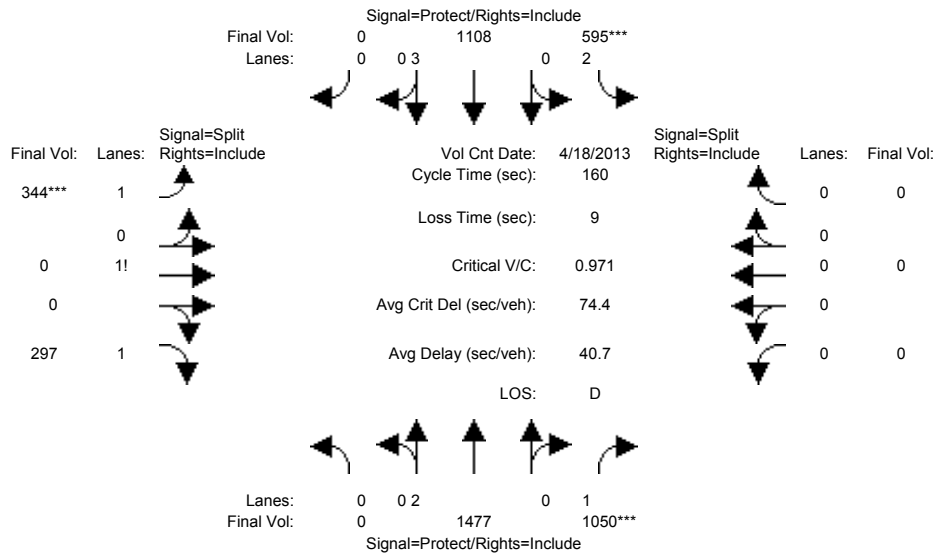 Signal=Protect/Rights=Include
Final Vol: 0 1108 595***
Lanes: 0 0 3 0 2
Signal=Split
Final Vol: Lanes: Rights=Include
Vol Cnt Date: 4/18/2013
Signal=Split
Rights=Include Lanes: Final Vol:
Cycle Time (sec): 160
344*** 1
0 0
Loss Time (sec): 9
0
0
0 1!
Critical V/C: 0.971
0 0
0
Avg Crit Del (sec/veh): 74.4
0
297 1
Avg Delay (sec/veh): 40.7
0 0
LOS: D
Lanes: 0 0 2 0 1
Final Vol: 0 1477 1050***
Signal=Protect/Rights=Include